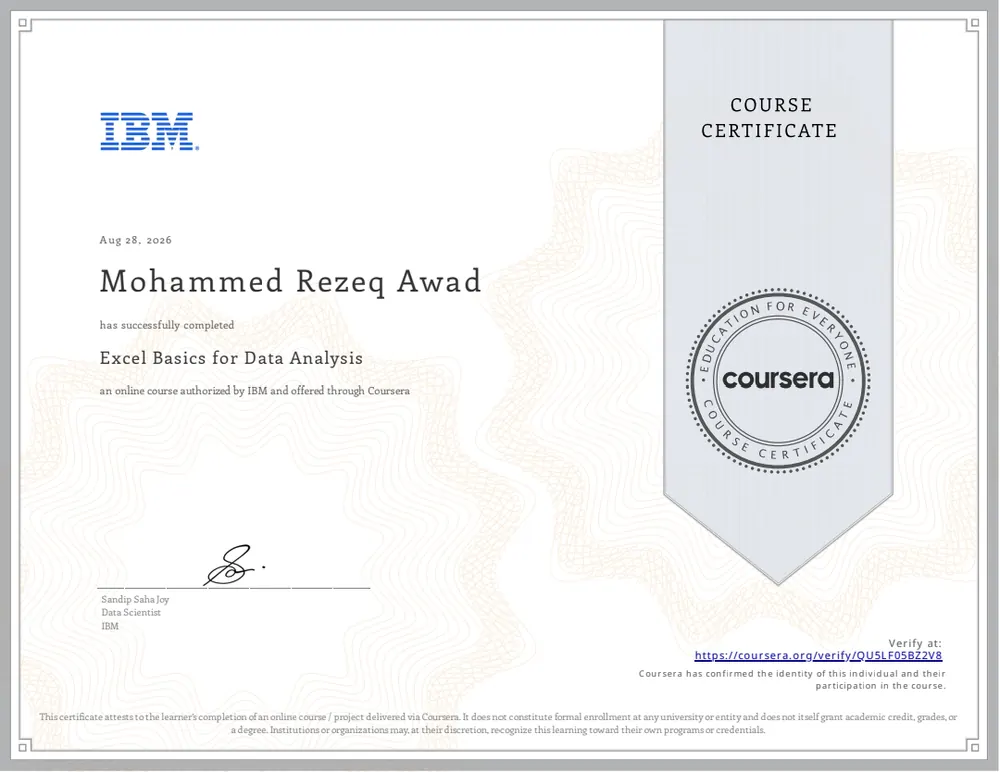 IBM
COURSE
CERTIFICATE
Aug 28, 2026
Mohammed Rezeq Awad
has successfully completed
Excel Basics for Data Analysis
an online course authorized by IBM and offered through Coursera
EDUCATION FOR EVERYONE
coursera
COURSE CERTIFICATE
Sandip Saha Joy
Data Scientist
IBM
Verify at:
https://coursera.org/verify/QU5LF05BZ2V8
Coursera has confirmed the identity of this individual and their
participation in the course.
This certificate attests to the learner's completion of an online course / project delivered via Coursera. It does not constitute formal enrollment at any university or entity and does not itself grant academic credit, grades, or
a degree. Institutions or organizations may, at their discretion, recognize this learning toward their own programs or credentials.